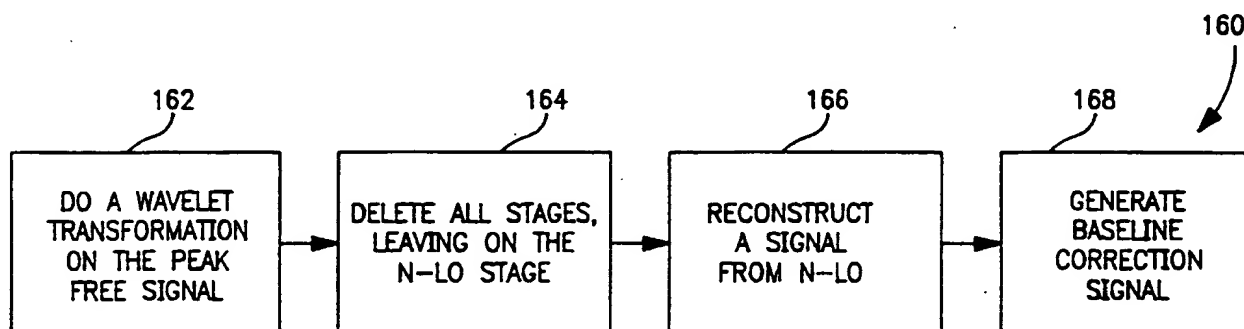 160
162
164
166
168
DO A WAVELET
TRANSFORMATION
ON THE PEAK
FREE SIGNAL
DELETE ALL STAGES,
LEAVING ON THE
N-LO STAGE
RECONSTRUCT
A SIGNAL
FROM N-LO
GENERATE
BASELINE
CORRECTION
SIGNAL